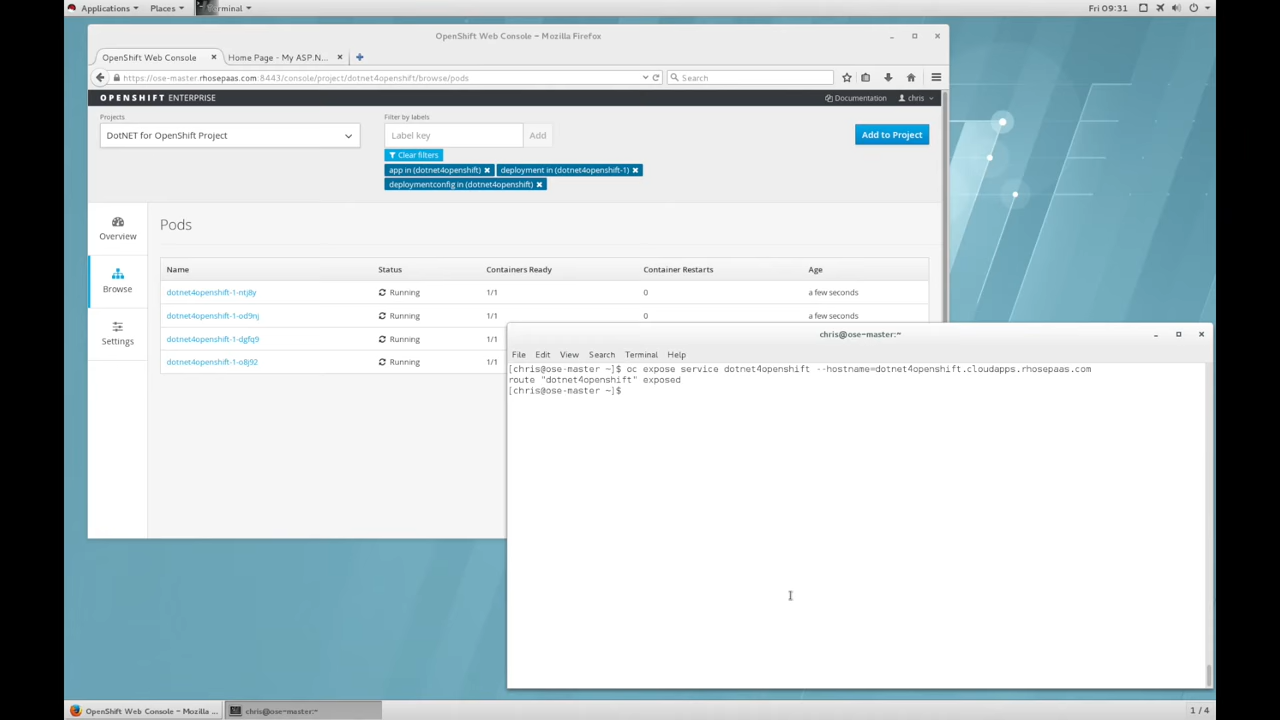 Applications Places Fri 09:31
OpenShift Web Console - Mozilla Firefox
OpenShift Web Console Home Page - My ASP.N...
https://ose-master.rhosepaas.com:8443/console/project/dotnet4openshift/browse/pods Search
OPENSHIFT ENTERPRISE Documentation chris
Projects Filter by labels
DotNET for OpenShift Project Label key Add Add to Project
Clear filters
app in (dotnet4openshift) deployment in (dotnet4openshift-1)
deploymentconfig in (dotnet4openshift)
Overview
Browse
Settings
Pods
Name Status Containers Ready Container Restarts Age
dotnet4openshift-1-ntj8y Running 1/1 0 a few seconds
dotnet4openshift-1-od9nj Running 1/1 0 a few seconds
dotnet4openshift-1-dgfq9 Running 1/1
dotnet4openshift-1-o8j92 Running 1/1
chris@ose-master:~
File Edit View Search Terminal Help
[chris@ose-master ~]$ oc expose service dotnet4openshift --hostname=dotnet4openshift.cloudapps.rhosepaas.com
route "dotnet4openshift" exposed
[chris@ose-master ~]$
OpenShift Web Console - Mozilla ... chris@ose-master:~ 1 / 4